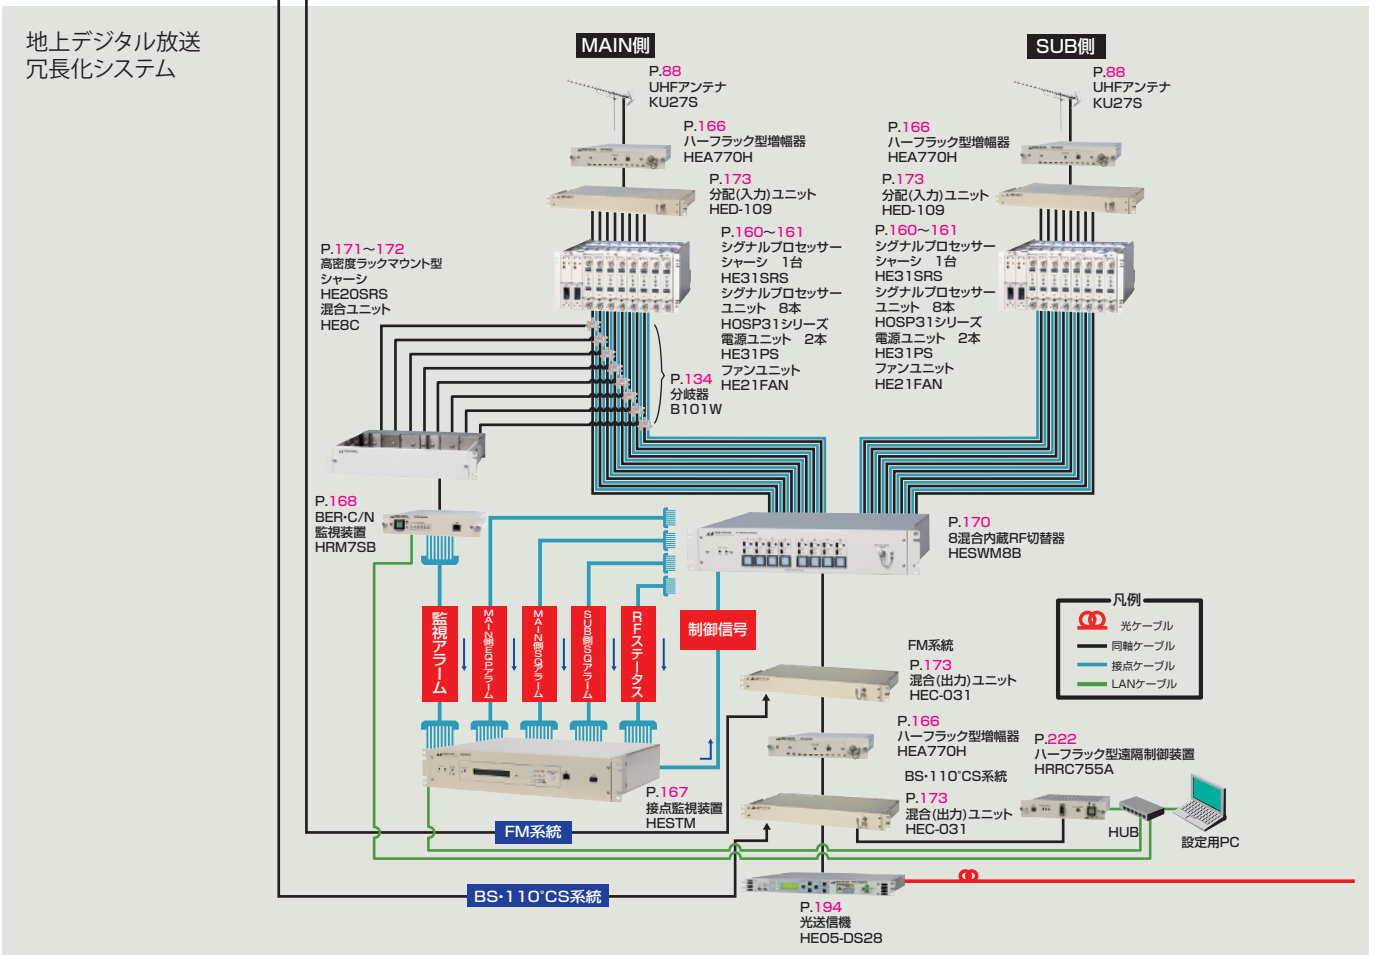 地上デジタル放送
冗長化システム
MAIN側
P.88
UHFアンテナ
KU27S
P.166
ハーフラック型増幅器
HEA770H
P.173
分配(入力)ユニット
HED-109
P.160～161
シグナルプロセッサー
シャーシ 1台
HE31SRS
シグナルプロセッサー
ユニット 8本
HOSP31シリーズ
電源ユニット 2本
HE31PS
ファンユニット
HE21FAN
SUB側
P.88
UHFアンテナ
KU27S
P.166
ハーフラック型増幅器
HEA770H
P.173
分配(入力)ユニット
HED-109
P.160～161
シグナルプロセッサー
シャーシ 1台
HE31SRS
シグナルプロセッサー
ユニット 8本
HOSP31シリーズ
電源ユニット 2本
HE31PS
ファンユニット
HE21FAN
P.171～172
高密度ラックマウント型
シャーシ
HE20SRS
混合ユニット
HE8C
P.134
分岐器
B101W
P.168
BER・C/N
監視装置
HRM7SB
P.170
8混合内蔵RF切替器
HESWM8B
監視アラーム
MAIN側EQPアラーム
MAIN側SQアラーム
SUB側SQアラーム
RFステータス
制御信号
凡例
光ケーブル
同軸ケーブル
接点ケーブル
LANケーブル
FM系統
P.173
混合(出力)ユニット
HEC-031
P.166
ハーフラック型増幅器
HEA770H
BS・110°CS系統
P.173
混合(出力)ユニット
HEC-031
P.222
ハーフラック型遠隔制御装置
HRRC755A
HUB
設定用PC
P.167
接点監視装置
HESTM
FM系統
BS・110°CS系統
P.194
光送信機
HE05-DS28